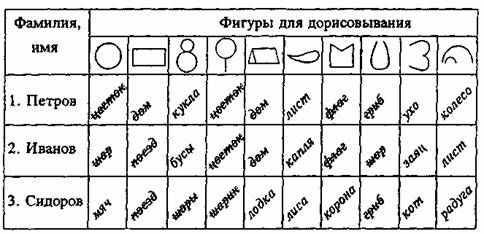 Фамилия, имя Фигуры для дорисовывания
1. Петров цветок дом кукла цветок дом лист флаг гриб ухо колесо
2. Иванов шар поезд бусы цветок дом капля флаг шар заяц лист
3. Сидоров мяч поезд шары шарик лодка лиса корона гриб кот радуга